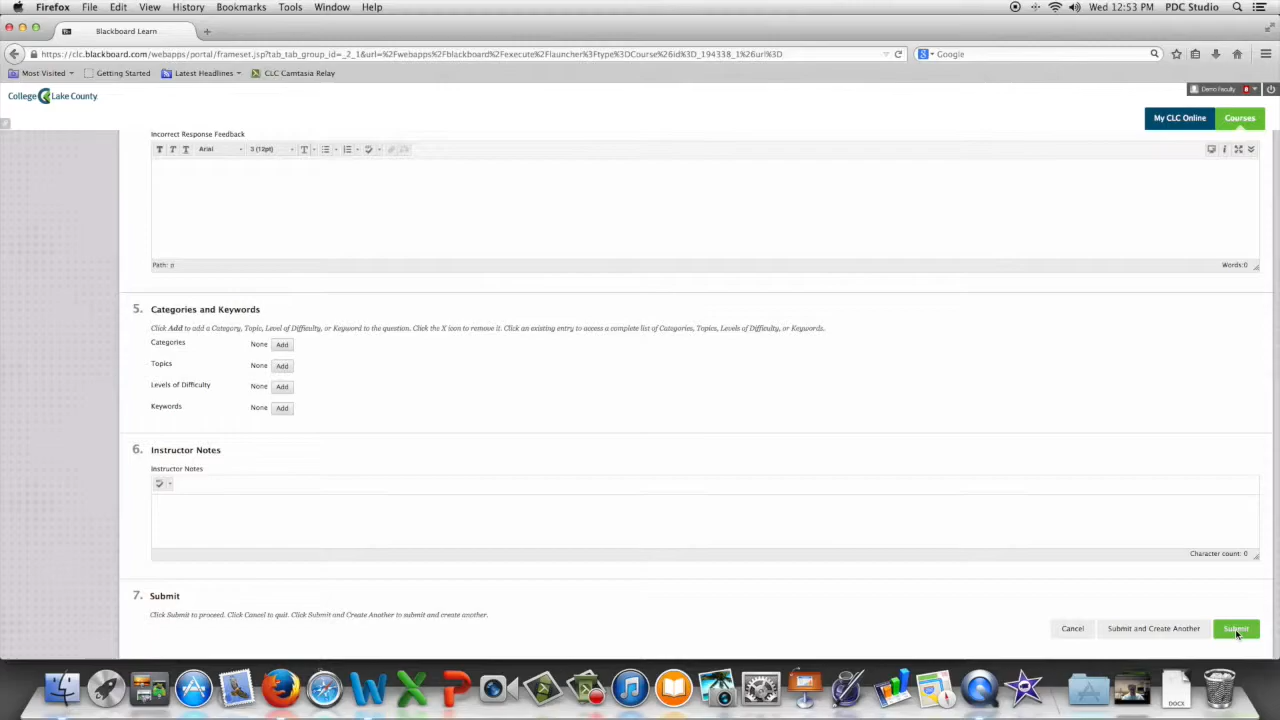 Firefox File Edit View History Bookmarks Tools Window Help Wed 12:53 PM PDC Studio
Blackboard Learn
https://clc.blackboard.com/webapps/portal/frameset.jsp?tab_tab_group_id=_2_1&url=%2Fwebapps%2Fblackboard%2Fexecute%2Flauncher%3Ftype%3DCourse%26id%3D_194338_1%26url%3D Google
Most Visited Getting Started Latest Headlines CLC Camtasia Relay
College Lake County Demo Faculty 8
My CLC Online Courses
Incorrect Response Feedback
T T T Arial 3 (12pt) T
Path: p Words:0
5. Categories and Keywords
Click Add to add a Category, Topic, Level of Difficulty, or Keyword to the question. Click the X icon to remove it. Click an existing entry to access a complete list of Categories, Topics, Levels of Difficulty, or Keywords.
Categories None Add
Topics None Add
Levels of Difficulty None Add
Keywords None Add
6. Instructor Notes
Instructor Notes
Character count: 0
7. Submit
Click Submit to proceed. Click Cancel to quit. Click Submit and Create Another to submit and create another.
Cancel Submit and Create Another Submit
DOCX